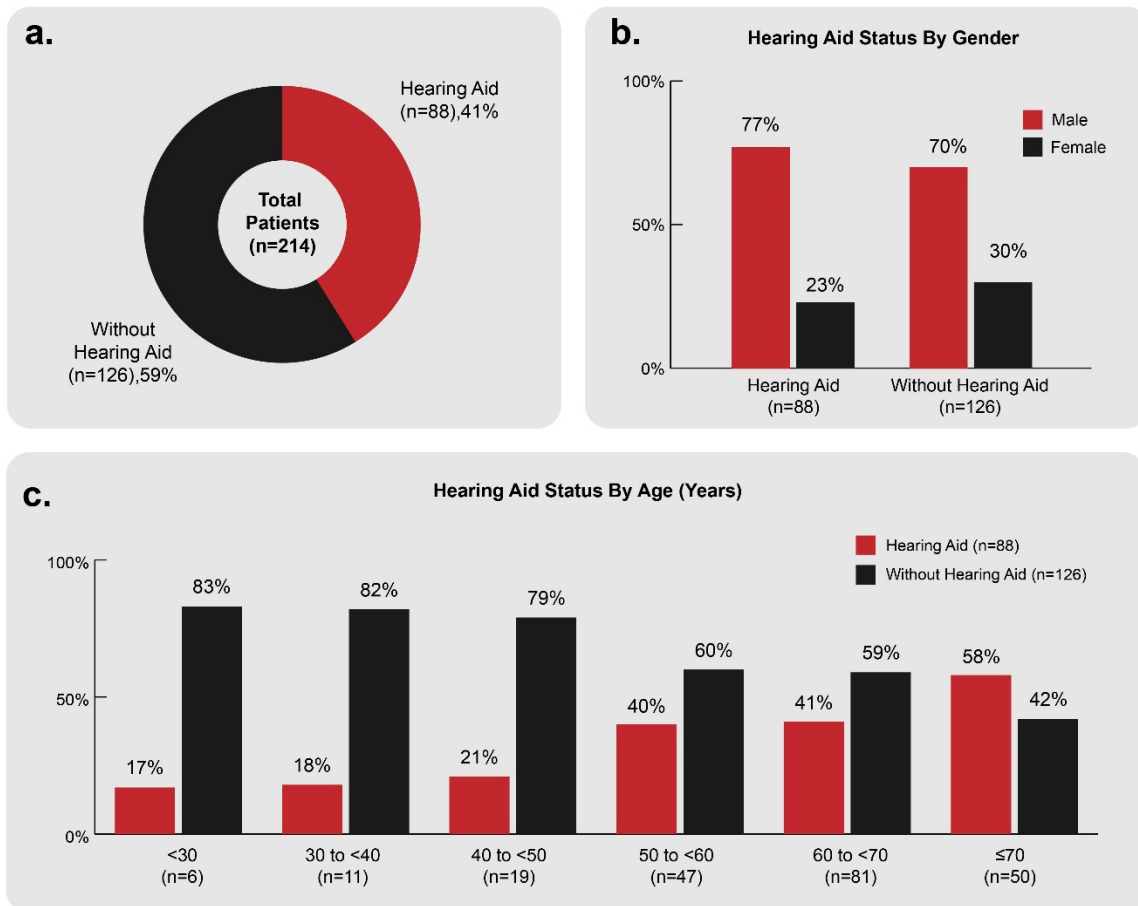 a.
Hearing Aid
(n=88),41%
Total
Patients
(n=214)
Without
Hearing Aid
(n=126),59%
b.
Hearing Aid Status By Gender
100%
50%
0%
Male
Female
77%
23%
70%
30%
Hearing Aid
(n=88)
Without Hearing Aid
(n=126)
c.
Hearing Aid Status By Age (Years)
Hearing Aid (n=88)
Without Hearing Aid (n=126)
100%
50%
0%
17%
83%
18%
82%
21%
79%
40%
60%
41%
59%
58%
42%
<30
(n=6)
30 to <40
(n=11)
40 to <50
(n=19)
50 to <60
(n=47)
60 to <70
(n=81)
≤70
(n=50)